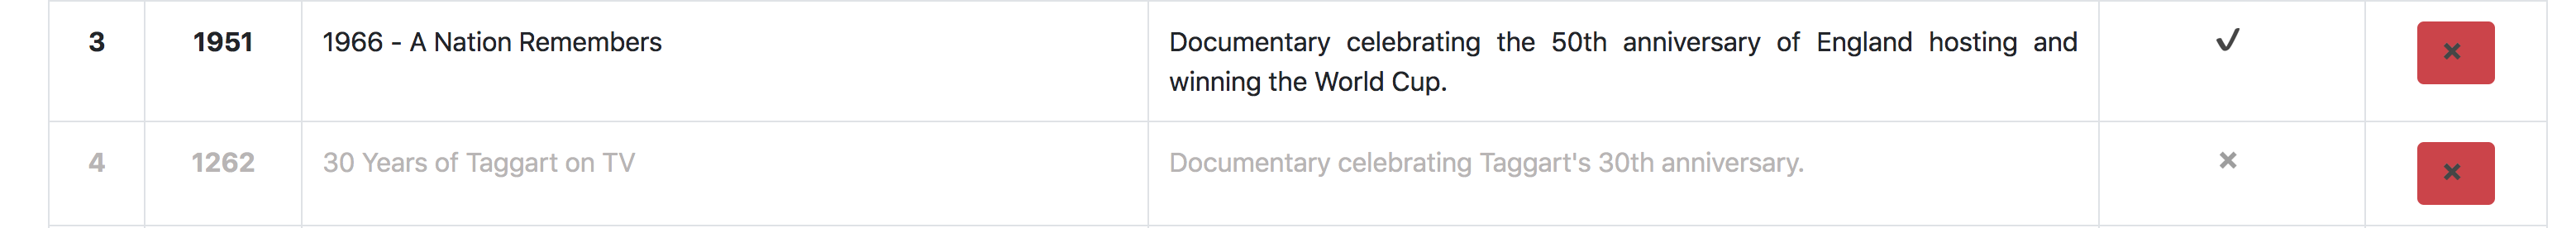 3 1951 1966 - A Nation Remembers Documentary celebrating the 50th anniversary of England hosting and
winning the World Cup.
4 1262 30 Years of Taggart on TV Documentary celebrating Taggart's 30th anniversary.